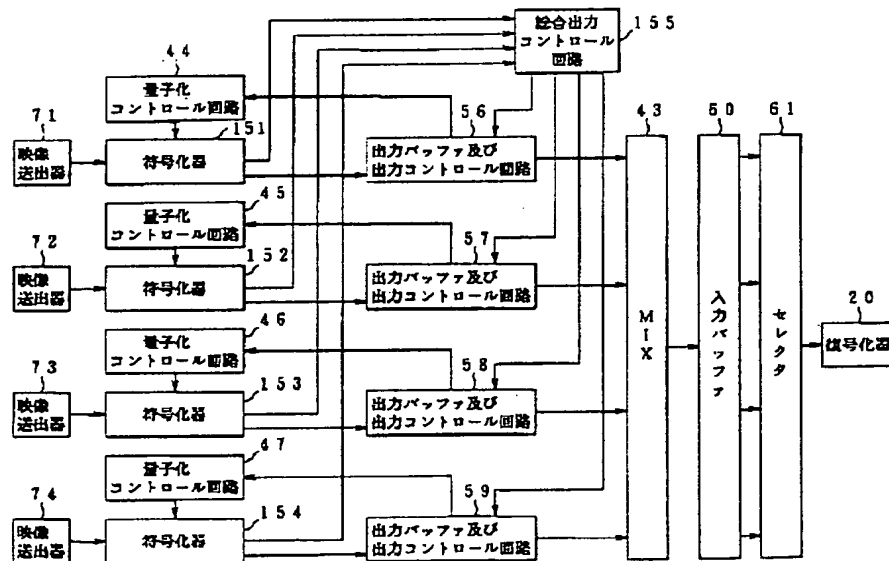 総合出力
コントロール
回路
155
44
量子化
コントロール回路
71
映像
送出器
151
符号化器
56
出力バッファ及び
出力コントロール回路
43
MIX
60
入力バッファ
61
セレクタ
45
量子化
コントロール回路
72
映像
送出器
152
符号化器
57
出力バッファ及び
出力コントロール回路
20
復号化器
46
量子化
コントロール回路
73
映像
送出器
153
符号化器
58
出力バッファ及び
出力コントロール回路
47
量子化
コントロール回路
74
映像
送出器
154
符号化器
59
出力バッファ及び
出力コントロール回路